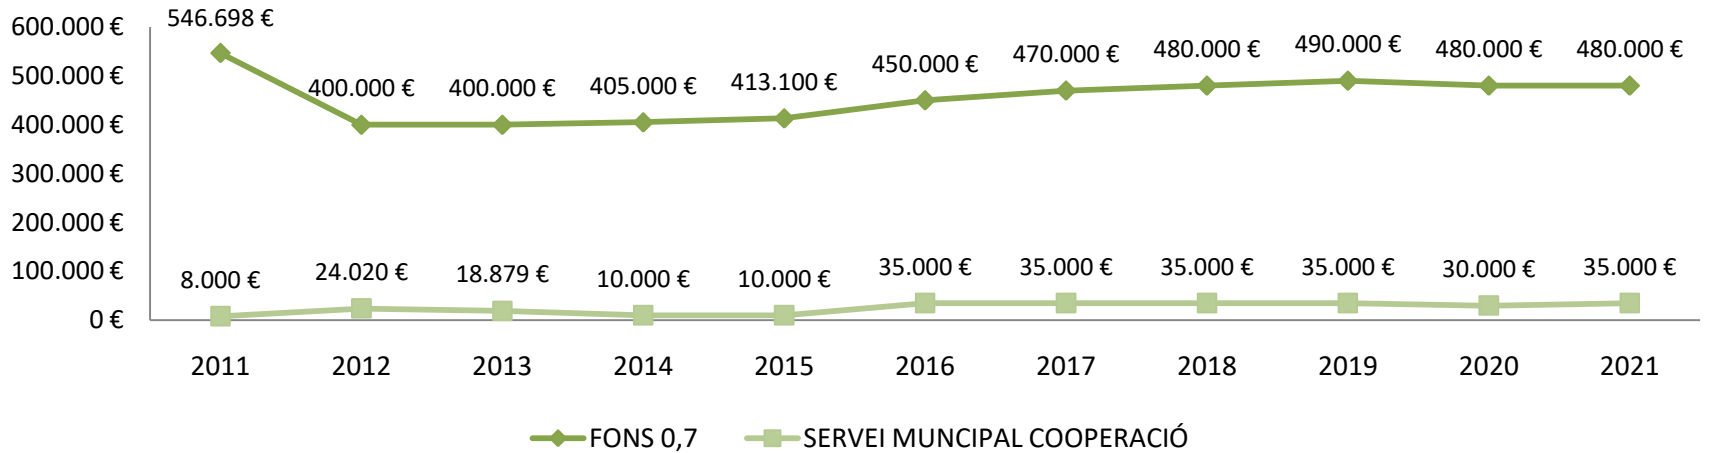 600.000 €
500.000 €
400.000 €
300.000 €
200.000 €
100.000 €
0 €
546.698 € 400.000 € 400.000 € 405.000 € 413.100 € 450.000 € 470.000 € 480.000 € 490.000 € 480.000 € 480.000 €
8.000 € 24.020 € 18.879 € 10.000 € 10.000 € 35.000 € 35.000 € 35.000 € 35.000 € 30.000 € 35.000 €
2011 2012 2013 2014 2015 2016 2017 2018 2019 2020 2021
FONS 0,7 SERVEI MUNCIPAL COOPERACIÓ